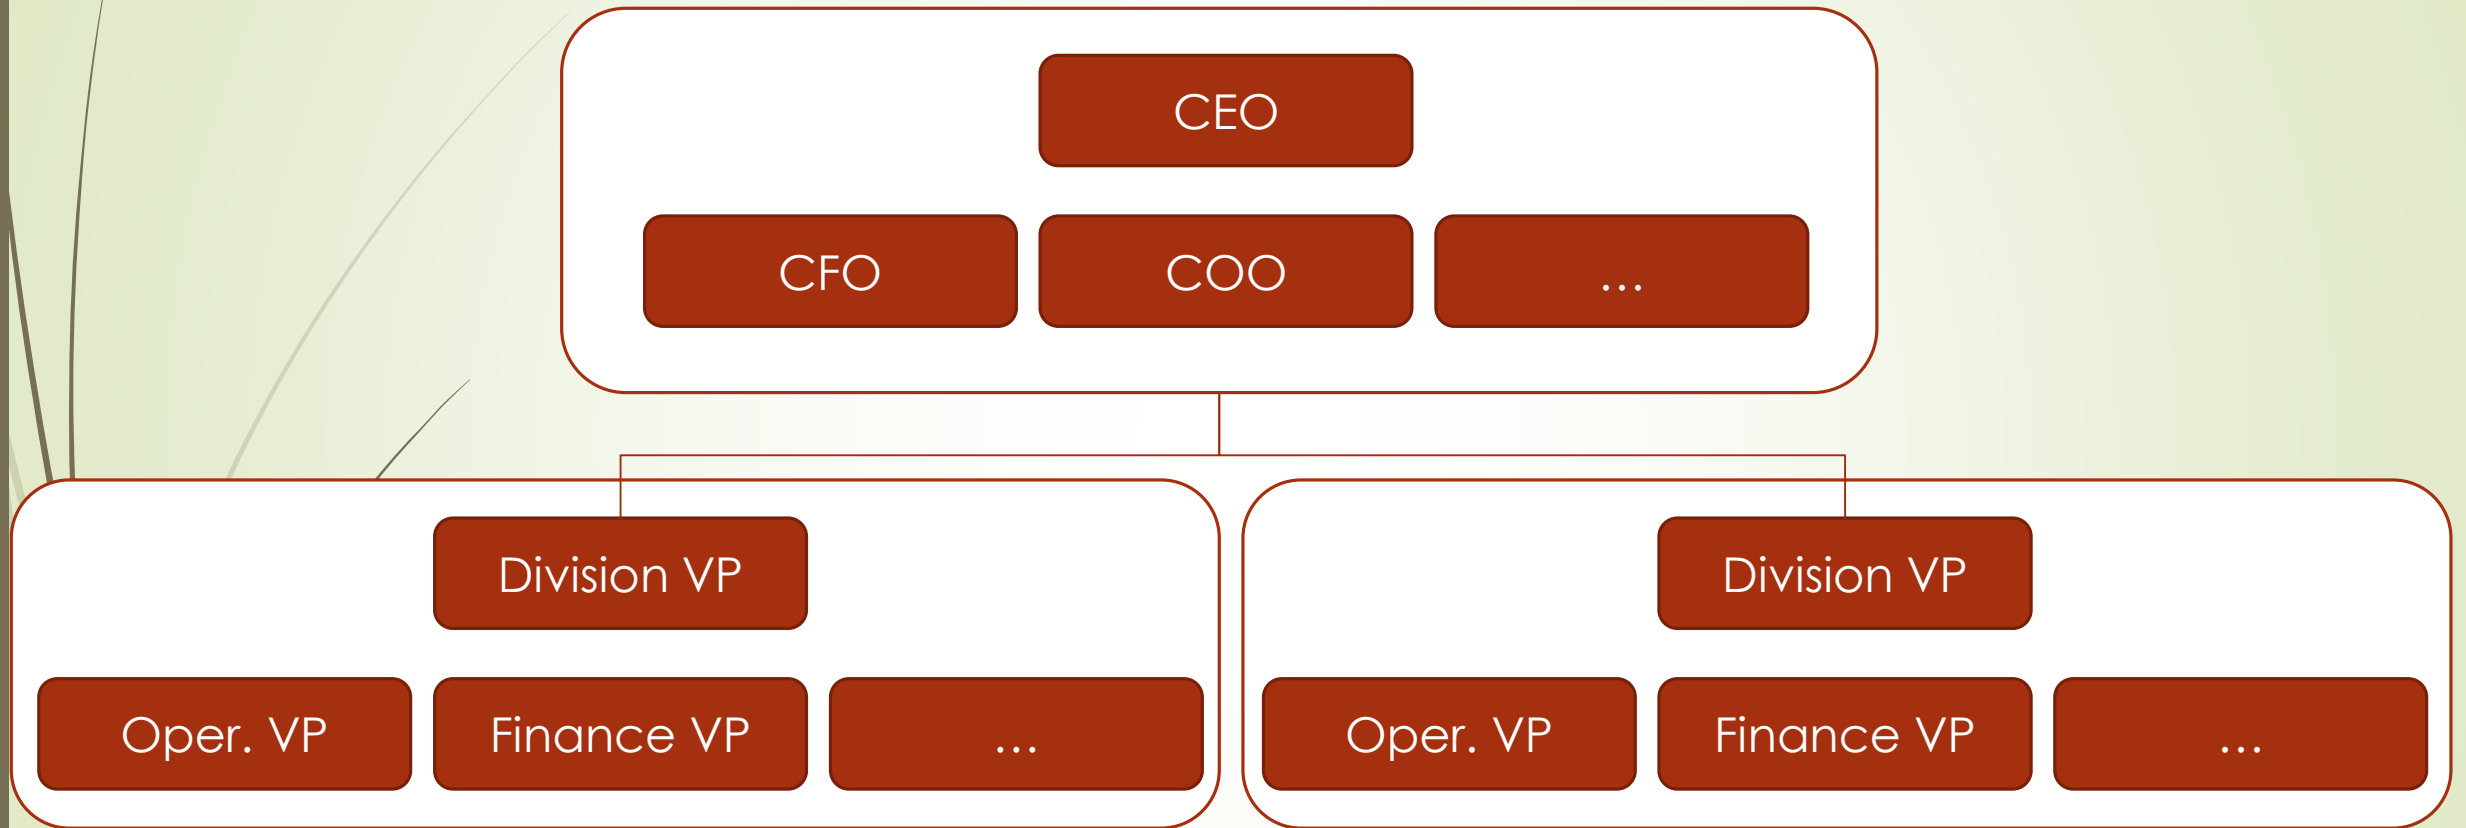 CEO
CFO
COO
...
Division VP
Division VP
Oper. VP
Finance VP
...
Oper. VP
Finance VP
...